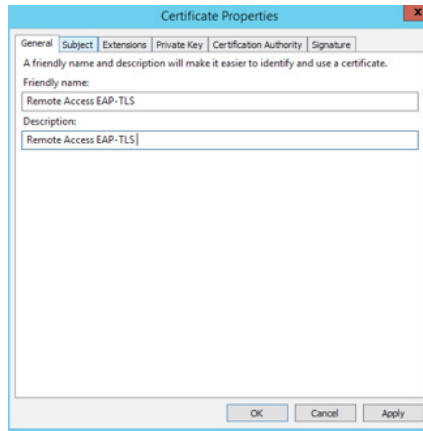 Certificate Properties
x
General Subject Extensions Private Key Certification Authority Signature
A friendly name and description will make it easier to identify and use a certificate.
Friendly name:
Remote Access EAP-TLS
Description:
Remote Access EAP-TLS
OK Cancel Apply